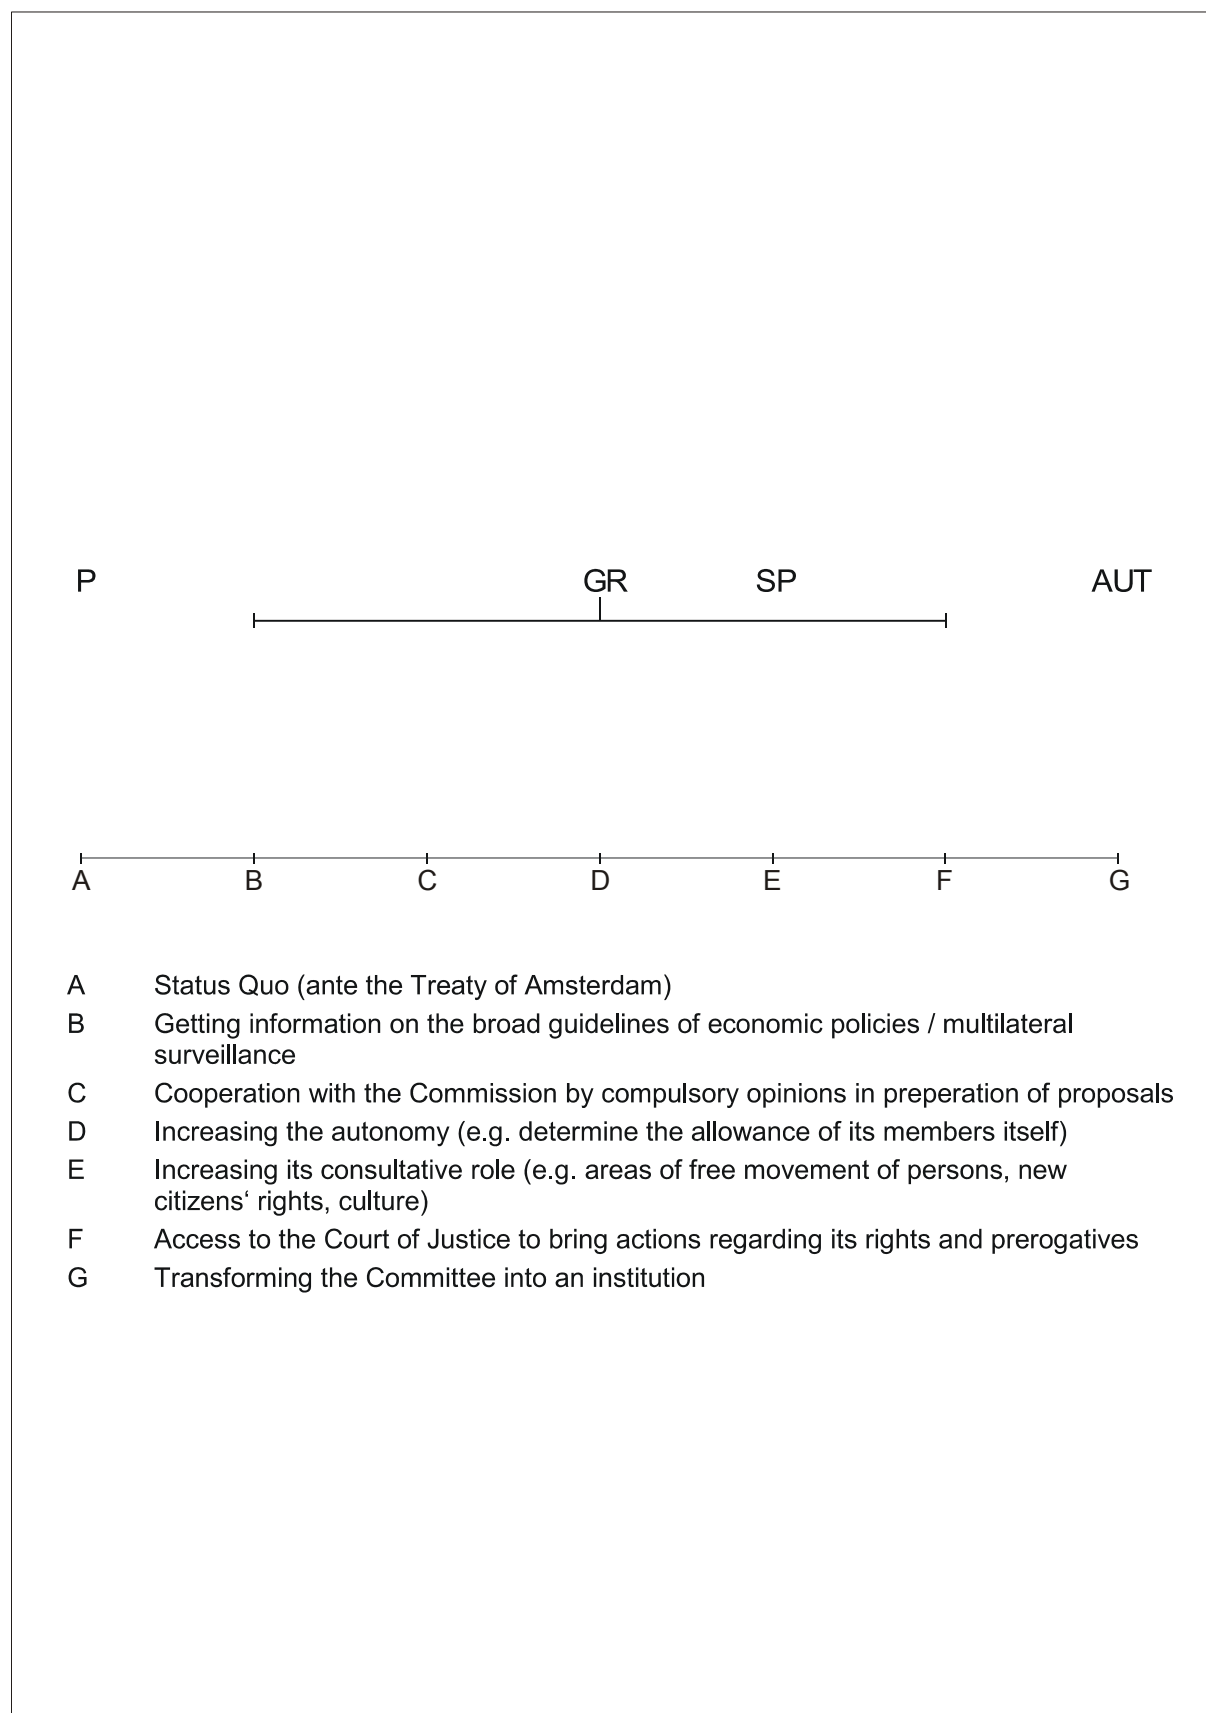 P GR SP AUT
A B C D E F G
A Status Quo (ante the Treaty of Amsterdam)
B Getting information on the broad guidelines of economic policies / multilateral
surveillance
C Cooperation with the Commission by compulsory opinions in preperation of proposals
D Increasing the autonomy (e.g. determine the allowance of its members itself)
E Increasing its consultative role (e.g. areas of free movement of persons, new
citizens‘ rights, culture)
F Access to the Court of Justice to bring actions regarding its rights and prerogatives
G Transforming the Committee into an institution